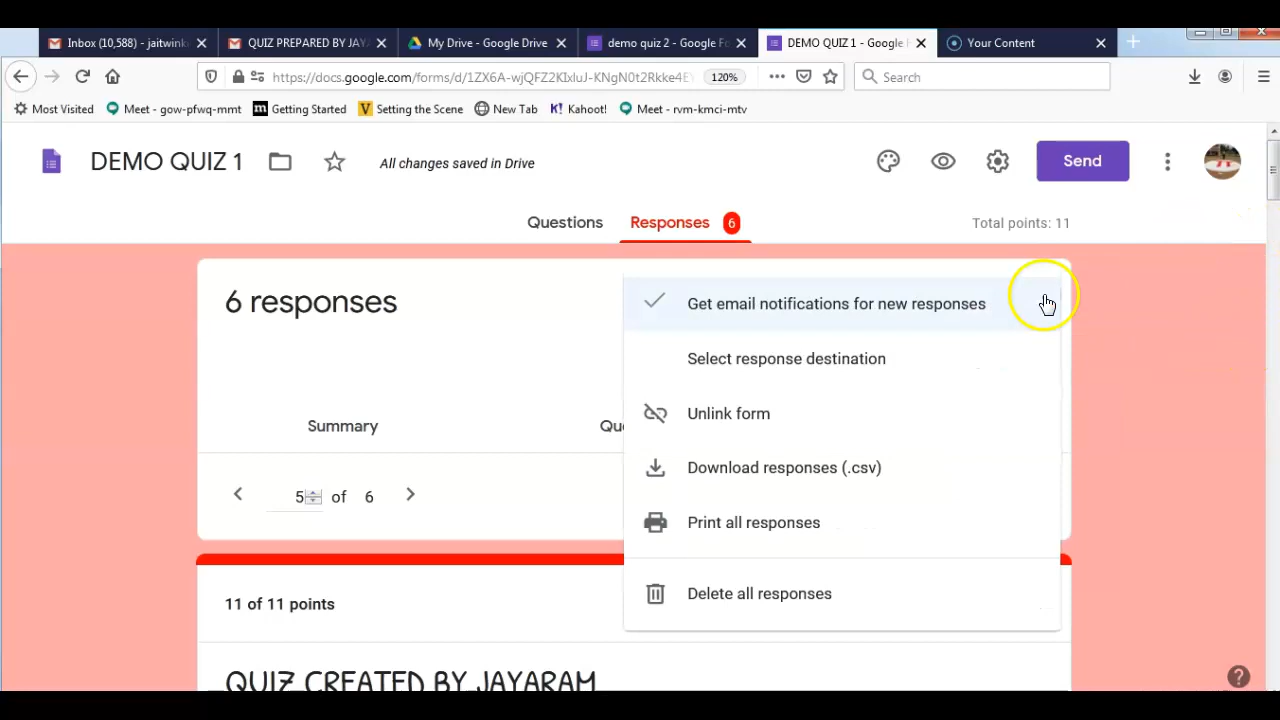 Inbox (10,588) - jaitwink
QUIZ PREPARED BY JAY
My Drive - Google Drive
demo quiz 2 - Google Fo
DEMO QUIZ 1 - Google F
Your Content
https://docs.google.com/forms/d/1ZX6A-wjQFZ2KIxluJ-KNgN0t2Rkke4EY
120%
Search
Most Visited
Meet - gow-pfwq-mmt
Getting Started
Setting the Scene
New Tab
Kahoot!
Meet - rvm-kmci-mtv
DEMO QUIZ 1
All changes saved in Drive
Send
Questions
Responses
6
Total points: 11
6 responses
Get email notifications for new responses
Select response destination
Unlink form
Download responses (.csv)
Print all responses
Delete all responses
Summary
Que
5 of 6
11 of 11 points
QUIZ CREATED BY JAYARAM